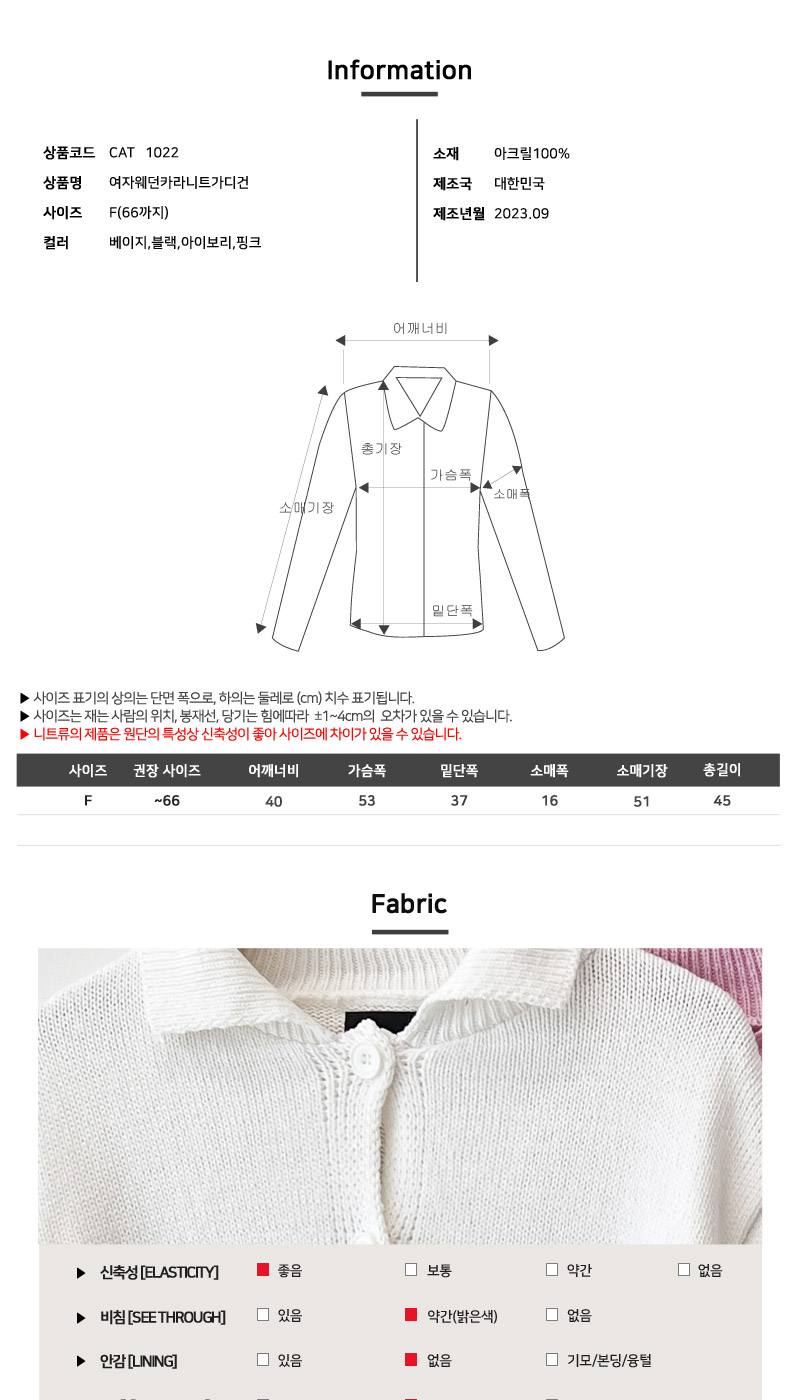 Information
상품코드 CAT 1022
상품명 여자웨던카라니트가디건
사이즈 F(66까지)
컬러 베이지,블랙,아이보리,핑크
소재 아크릴100%
제조국 대한민국
제조년월 2023.09
어깨너비
총기장
가슴폭
소매폭
소매기장
밑단폭
▶ 사이즈 표기의 상의는 단면 폭으로, 하의는 둘레로 (cm) 치수 표기됩니다.
▶ 사이즈는 재는 사람의 위치, 봉재선, 당기는 힘에따라 ±1~4cm의 오차가 있을 수 있습니다.
▶ 니트류의 제품은 원단의 특성상 신축성이 좋아 사이즈에 차이가 있을 수 있습니다.
사이즈 권장 사이즈 어깨너비 가슴폭 밑단폭 소매폭 소매기장 총길이
F ~66 40 53 37 16 51 45
Fabric
▶ 신축성 [ELASTICITY] 좋음 보통 약간 없음
▶ 비침 [SEE THROUGH] 있음 약간(밝은색) 없음
▶ 안감 [LINING] 있음 없음 기모/본딩/융털